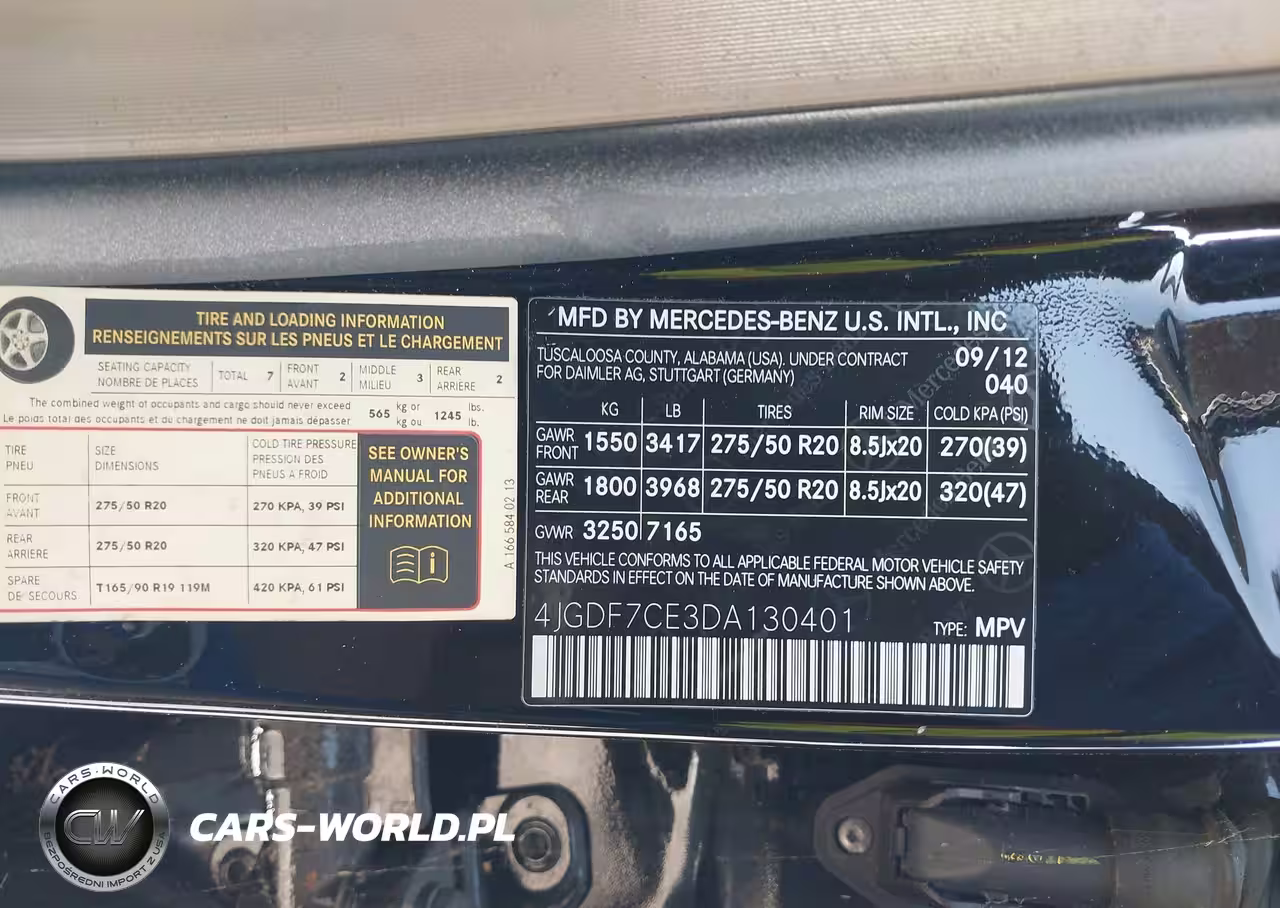 TIRE AND LOADING INFORMATION
RENSEIGNEMENTS SUR LES PNEUS ET LE CHARGEMENT
SEATING CAPACITY
NOMBRE DE PLACES
TOTAL 7
FRONT
AVANT 2
MIDDLE
MILIEU 3
REAR
ARRIERE 2
The combined weight of occupants and cargo should never exceed 565 kg or 1245 lbs.
Le poids total des occupants et du chargement ne doit jamais dépasser kg ou lb.
TIRE
PNEU
SIZE
DIMENSIONS
COLD TIRE PRESSURE
PRESSION DES
PNEUS A FROID
FRONT
AVANT
275/50 R20
270 KPA, 39 PSI
REAR
ARRIERE
275/50 R20
320 KPA, 47 PSI
SPARE
DE SECOURS
T165/90 R19 119M
420 KPA, 61 PSI
SEE OWNER'S
MANUAL FOR
ADDITIONAL
INFORMATION
A 166 584 02 13
MFD BY MERCEDES-BENZ U.S. INTL., INC
TUSCALOOSA COUNTY, ALABAMA (USA). UNDER CONTRACT
FOR DAIMLER AG, STUTTGART (GERMANY)
09/12
040
KG LB TIRES RIM SIZE COLD KPA (PSI)
GAWR
FRONT 1550 3417 275/50 R20 8.5Jx20 270(39)
GAWR
REAR 1800 3968 275/50 R20 8.5Jx20 320(47)
GVWR 3250 7165
THIS VEHICLE CONFORMS TO ALL APPLICABLE FEDERAL MOTOR VEHICLE SAFETY
STANDARDS IN EFFECT ON THE DATE OF MANUFACTURE SHOWN ABOVE.
4JGDF7CE3DA130401
TYPE: MPV
CARS-WORLD
CW
BEZPOŚREDNI IMPORT Z USA
CARS-WORLD.PL